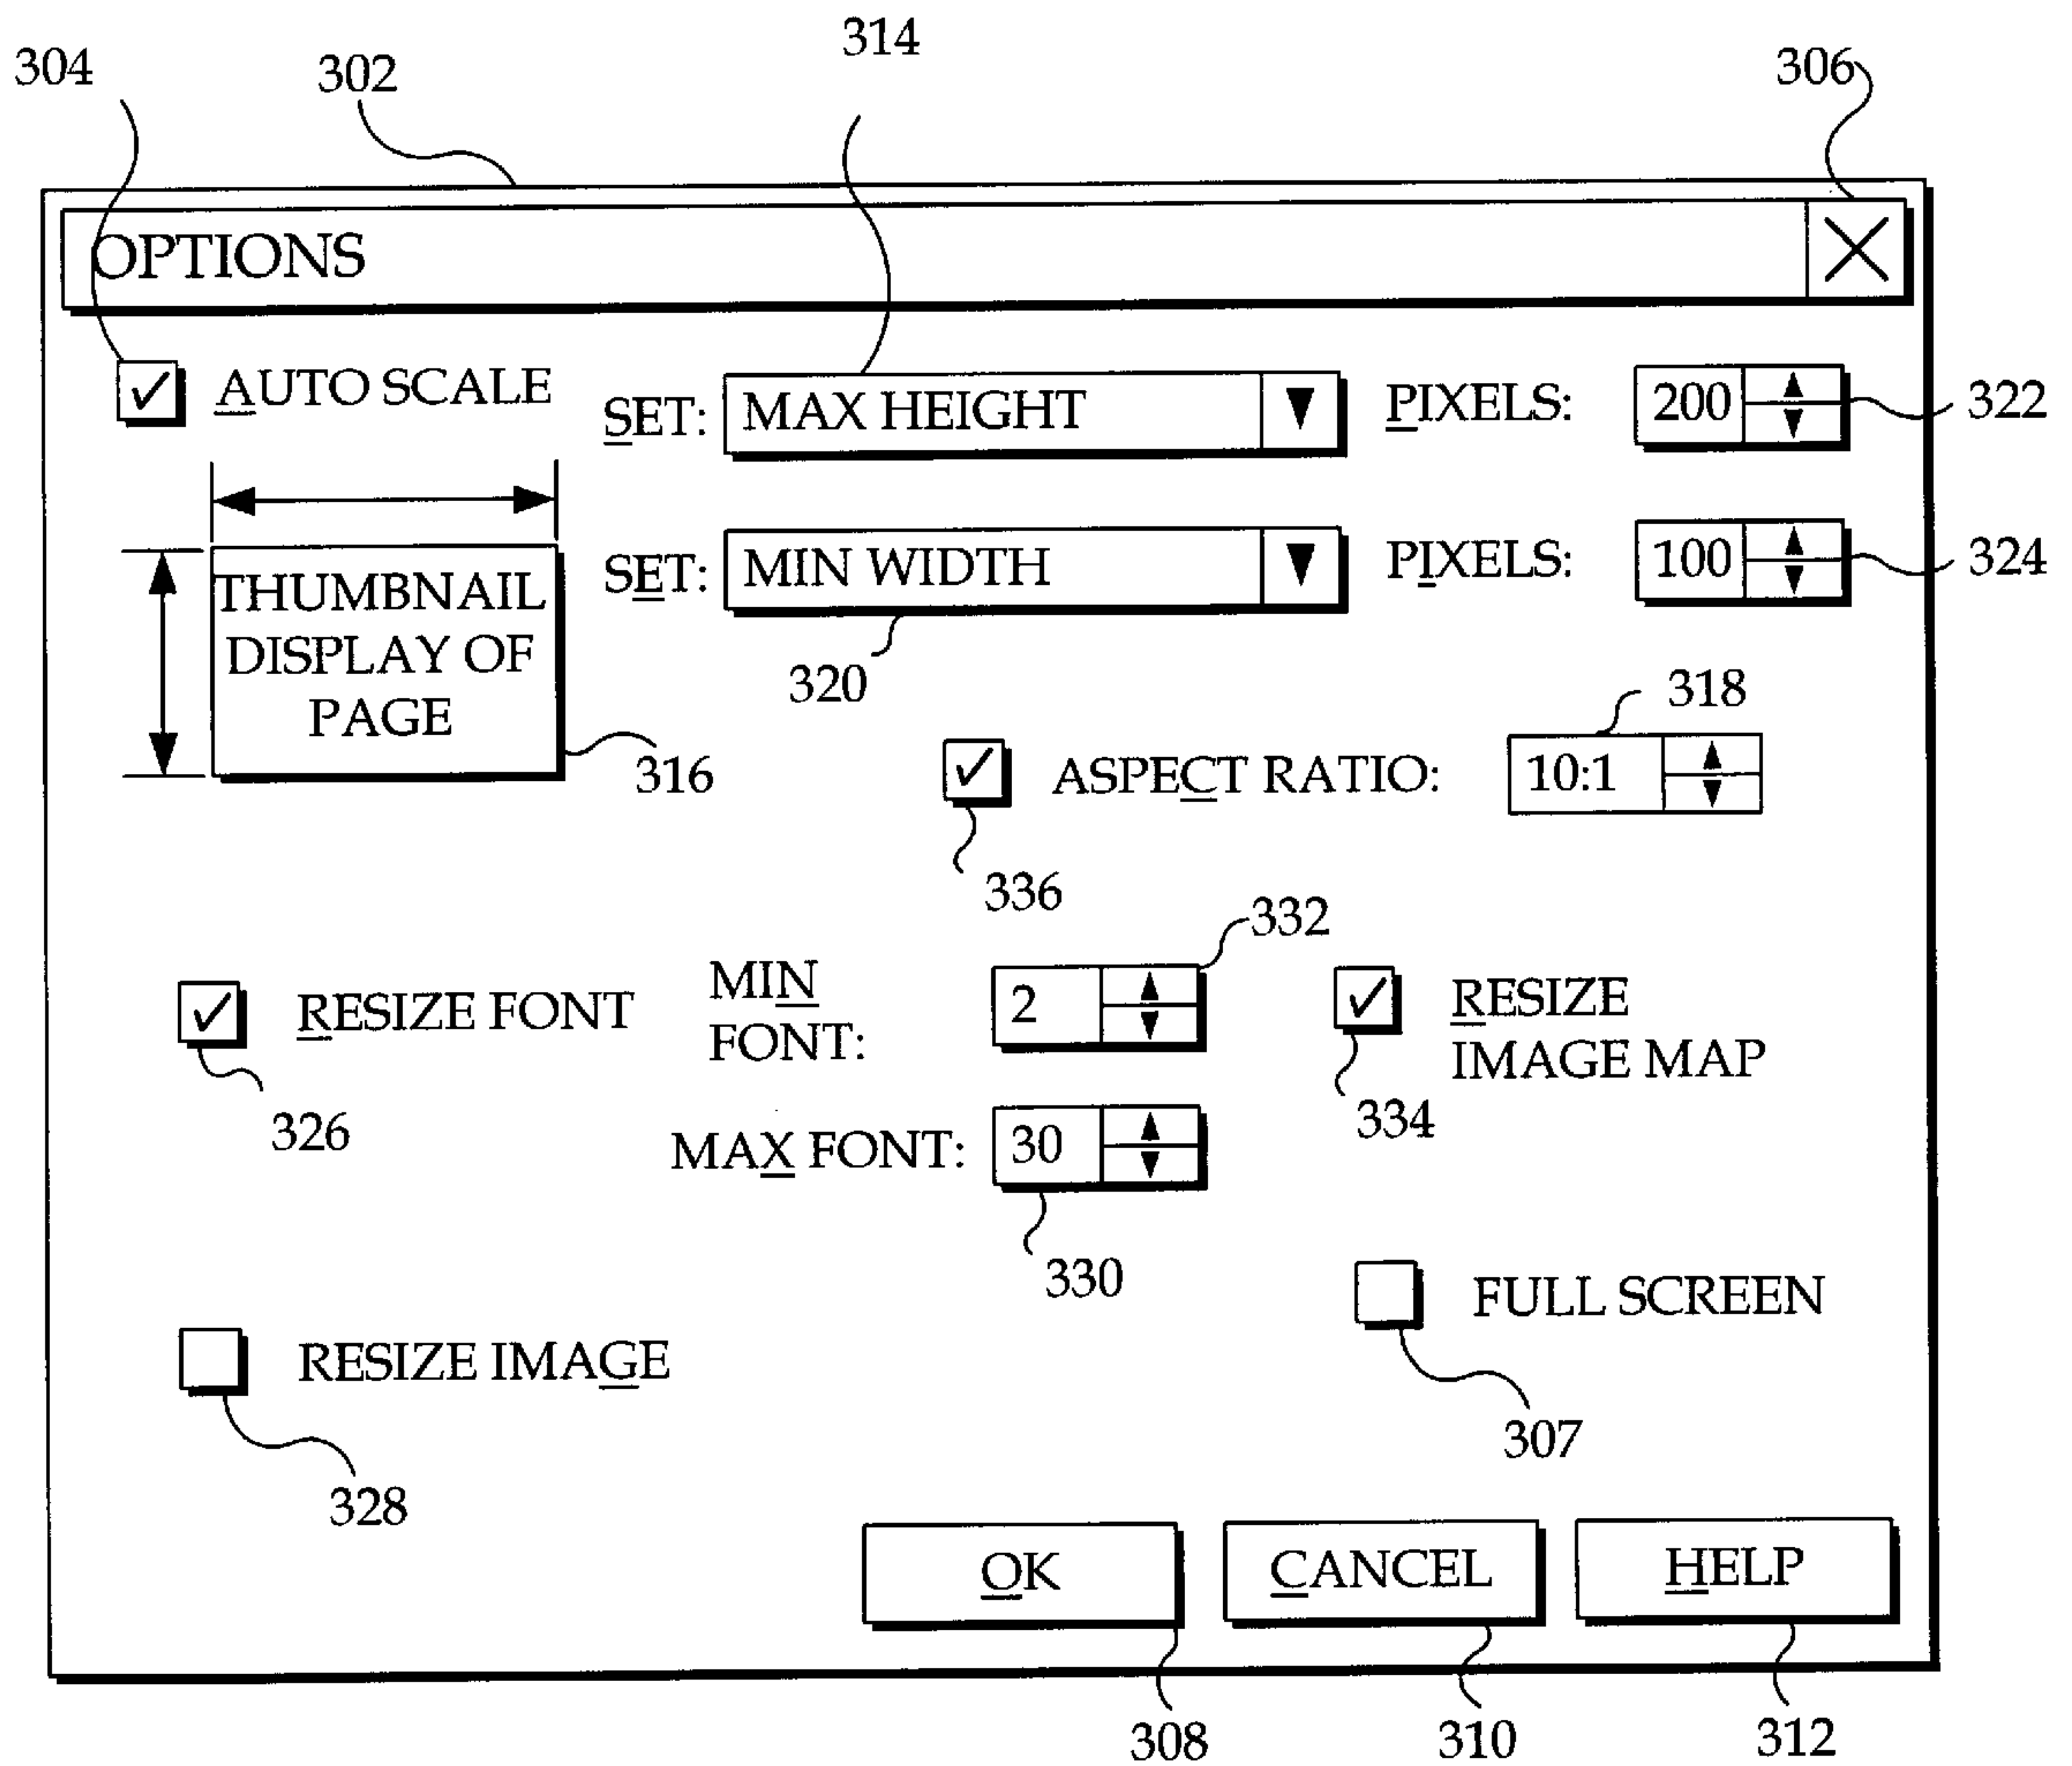 304
302
314
306
OPTIONS
AUTO SCALE
SET: MAX HEIGHT
PIXELS: 200
322
SET: MIN WIDTH
PIXELS: 100
324
320
THUMBNAIL
DISPLAY OF
PAGE
316
318
ASPECT RATIO: 10:1
336
332
RESIZE FONT
326
MIN
FONT: 2
RESIZE
IMAGE MAP
334
MAX FONT: 30
330
FULL SCREEN
307
RESIZE IMAGE
328
OK
CANCEL
HELP
308
310
312